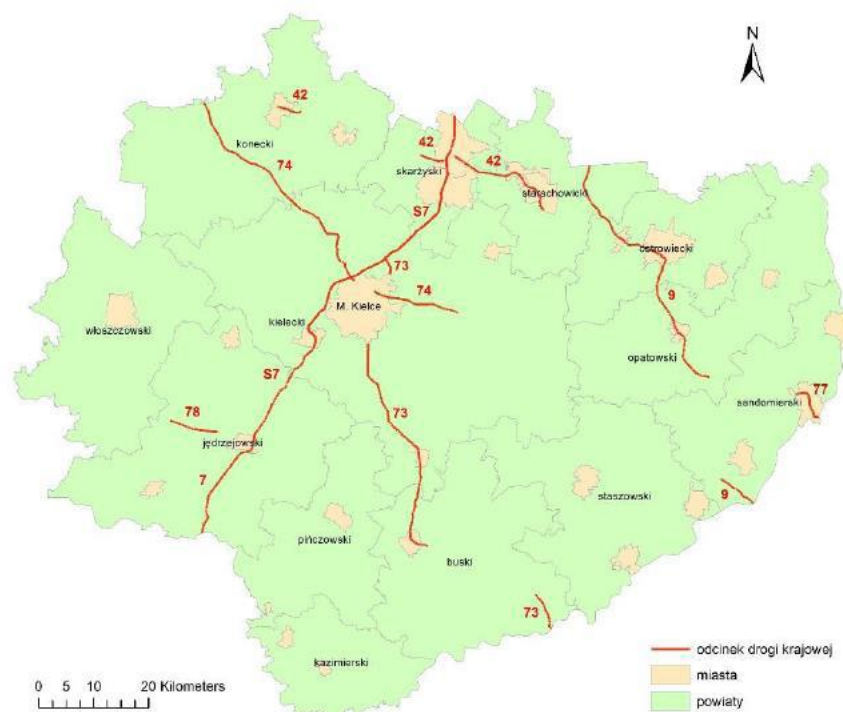 N
42
konecki
74
42
skarżyski
42
starachowicki
S7
ostrowiecki
73
74
M. Kielce
9
włoszczowski
kielecki
opatowski
S7
sandomierski
77
78
73
jędrzejowski
7
staszowski
9
pińczowski
buski
73
kazimierski
odcinek drogi krajowej
miasta
powiaty
0 5 10 20 Kilometers